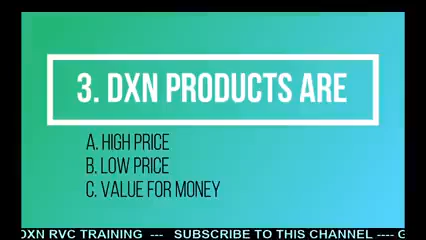 3. DXN PRODUCTS ARE
A. HIGH PRICE
B. LOW PRICE
C. VALUE FOR MONEY
DXN RVC TRAINING --- SUBSCRIBE TO THIS CHANNEL ---- G